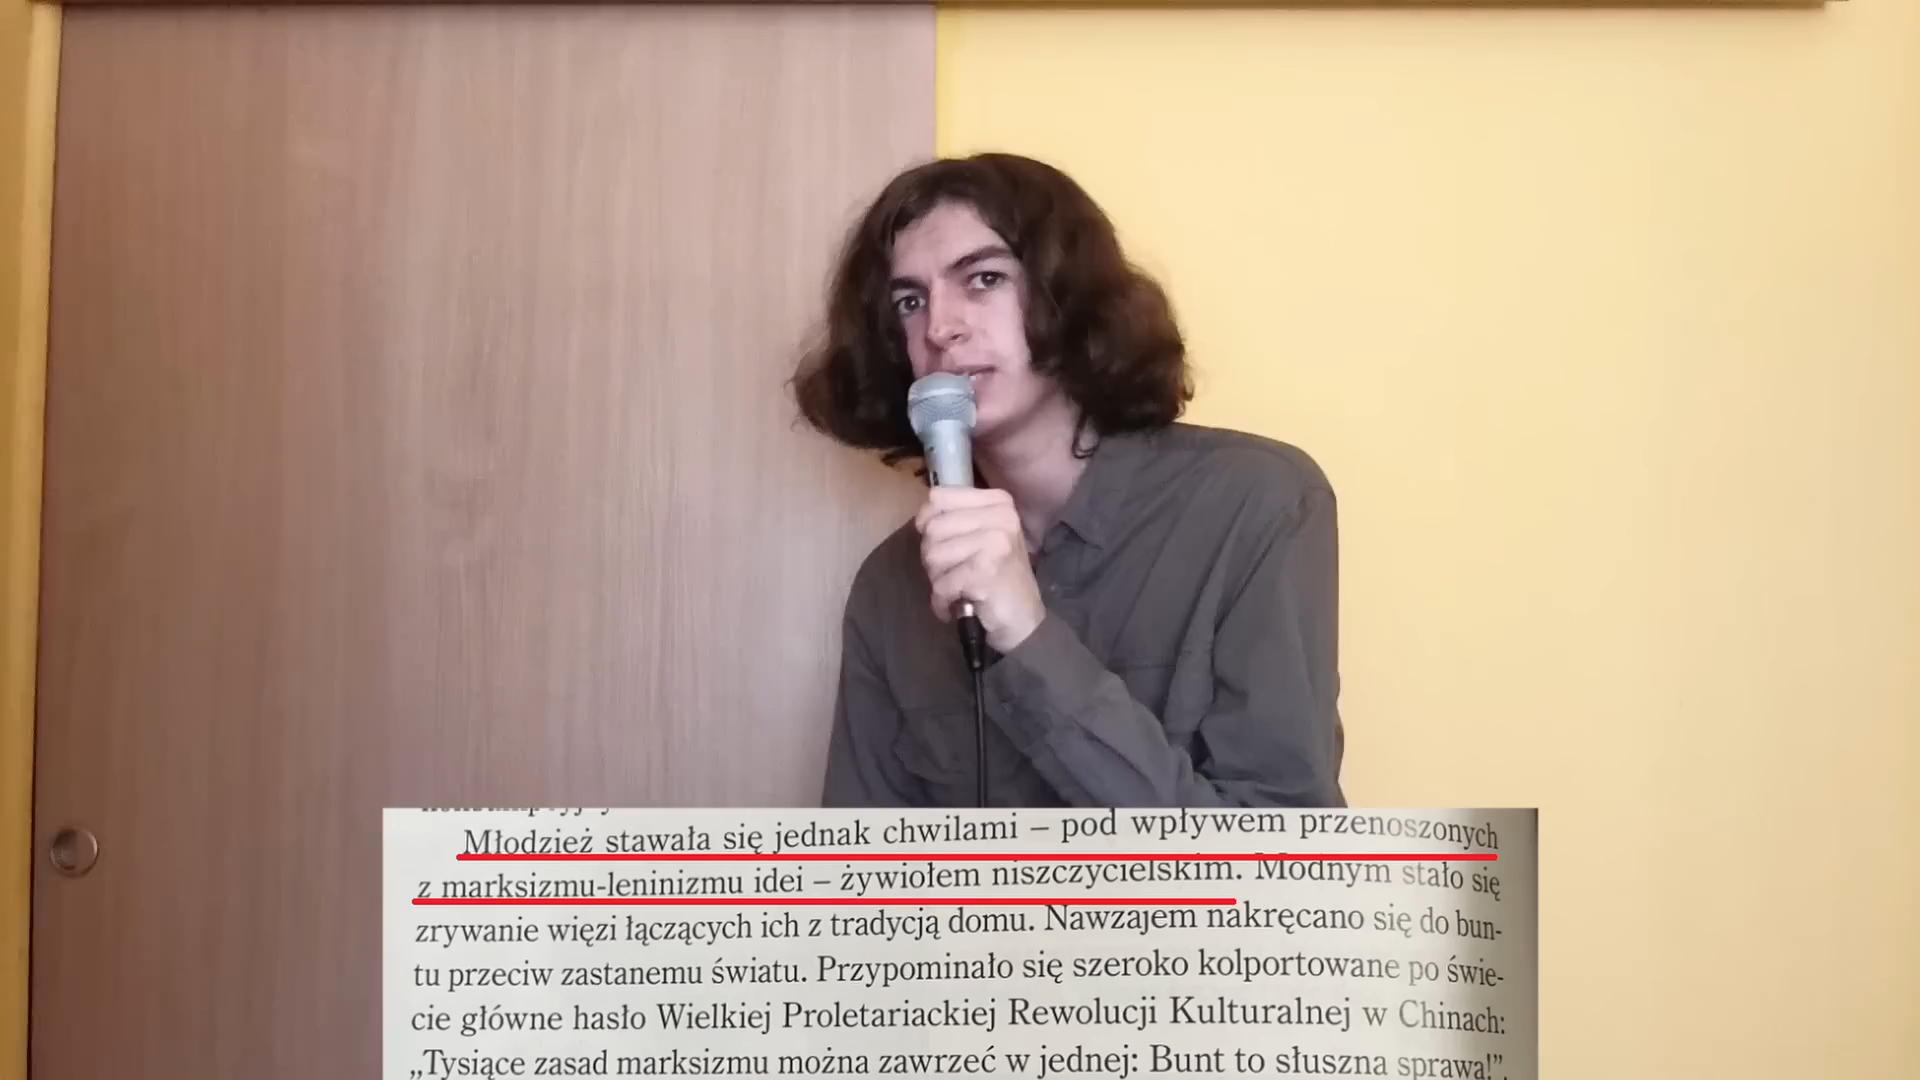 Młodzież stawała się jednak chwilami – pod wpływem przenoszonych
z marksizmu-leninizmu idei – żywiołem niszczycielskim. Modnym stało się
zrywanie więzi łączących ich z tradycją domu. Nawzajem nakręcano się do bun-
tu przeciw zastanemu światu. Przypominało się szeroko kolportowane po świe-
cie główne hasło Wielkiej Proletariackiej Rewolucji Kulturalnej w Chinach:
„Tysiące zasad marksizmu można zawrzeć w jednej: Bunt to słuszna sprawa!”.